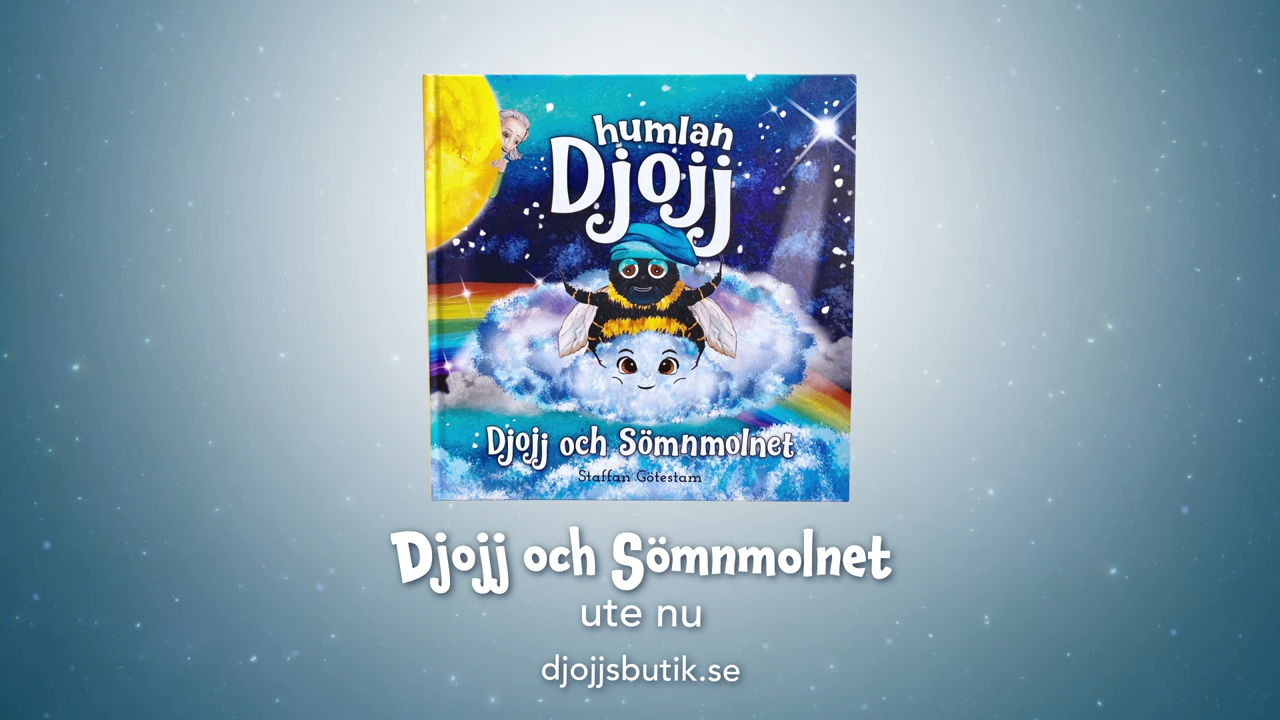 humlan
Djojj
Djojj och Sömnmolnet
Staffan Götestam
Djojj och Sömnmolnet
ute nu
djojjsbutik.se